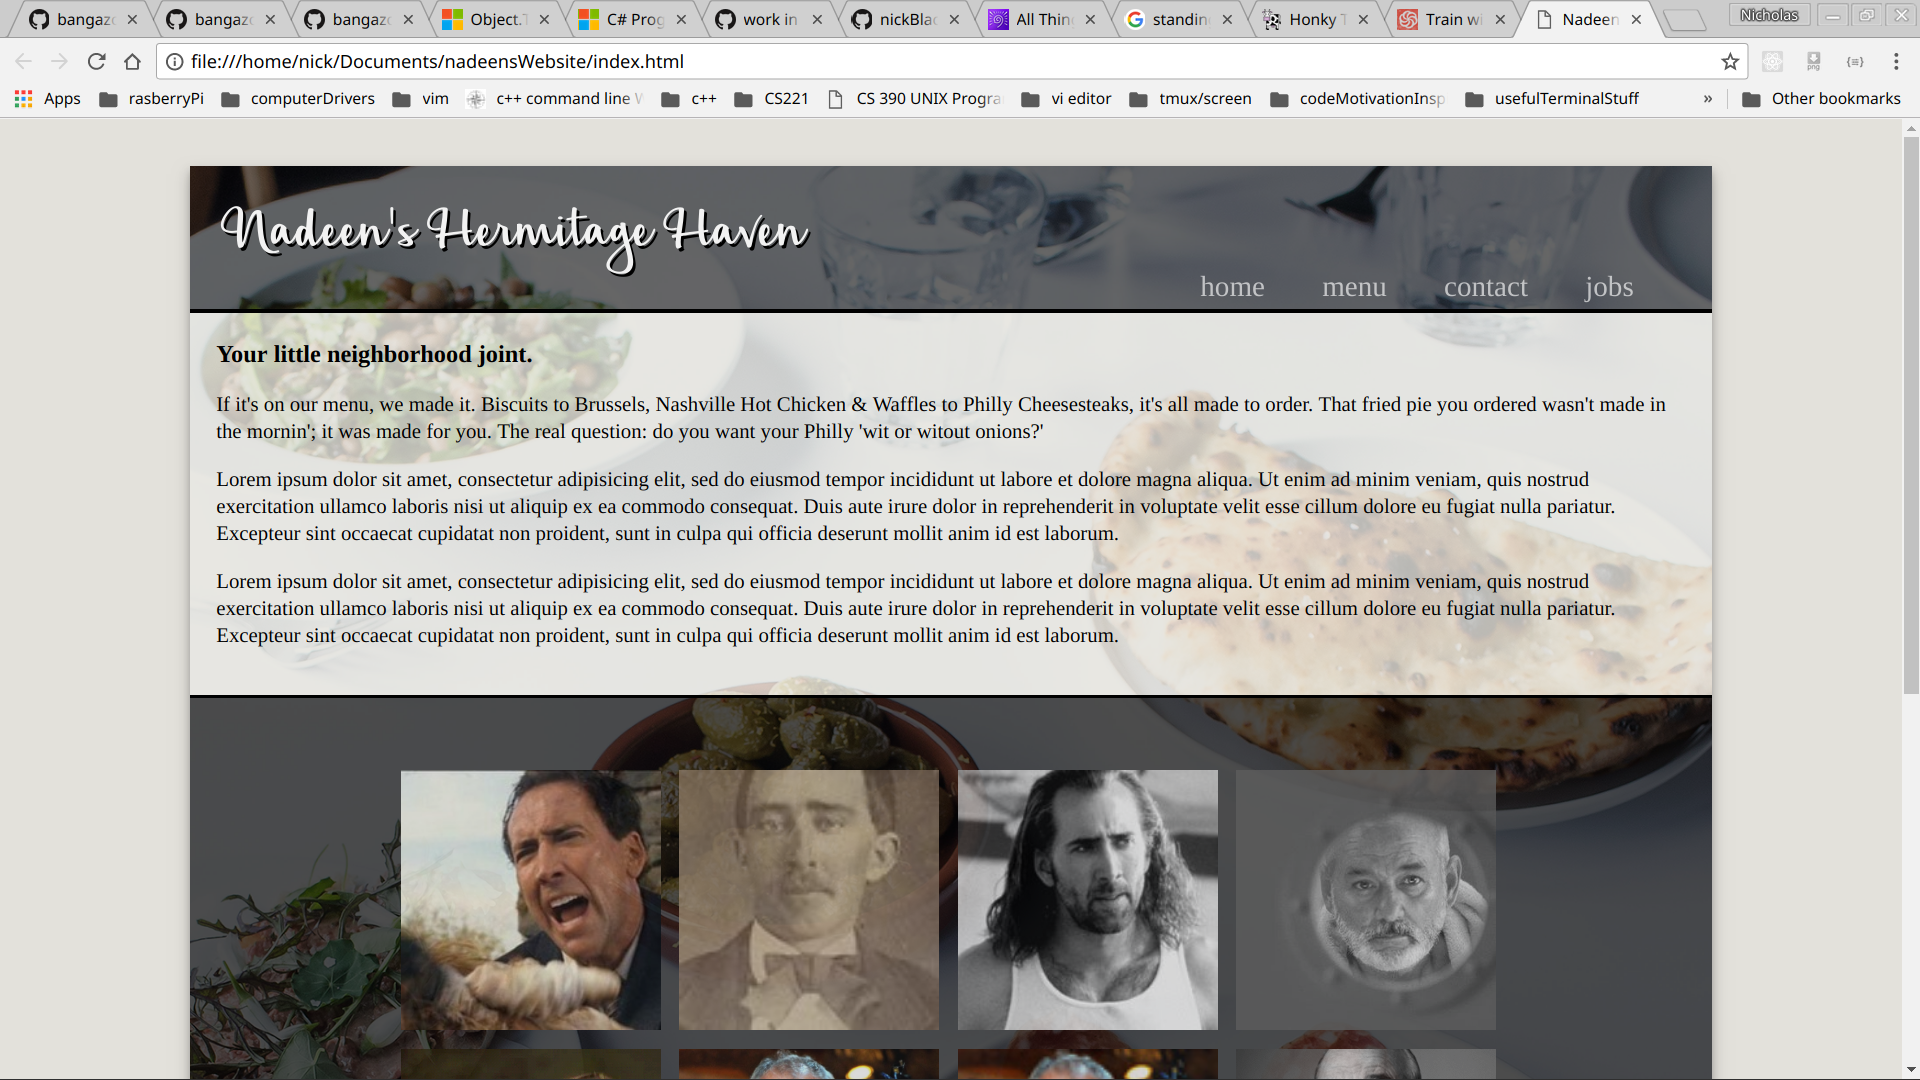 bangaz
bangaz
bangaz
Object.
C# Prog
work in
nickBla
All Thin
standin
Honky T
Train wi
Nadeen
Nicholas
file:///home/nick/Documents/nadeensWebsite/index.html
png
{≡}
Apps rasberryPi computerDrivers vim c++ command line c++ CS221 CS 390 UNIX Progra vi editor tmux/screen codeMotivationInsp usefulTerminalStuff » Other bookmarks
Nadeen's Hermitage Haven
home menu contact jobs
Your little neighborhood joint.
If it's on our menu, we made it. Biscuits to Brussels, Nashville Hot Chicken & Waffles to Philly Cheesesteaks, it's all made to order. That fried pie you ordered wasn't made in
the mornin'; it was made for you. The real question: do you want your Philly 'wit or witout onions?'
Lorem ipsum dolor sit amet, consectetur adipisicing elit, sed do eiusmod tempor incididunt ut labore et dolore magna aliqua. Ut enim ad minim veniam, quis nostrud
exercitation ullamco laboris nisi ut aliquip ex ea commodo consequat. Duis aute irure dolor in reprehenderit in voluptate velit esse cillum dolore eu fugiat nulla pariatur.
Excepteur sint occaecat cupidatat non proident, sunt in culpa qui officia deserunt mollit anim id est laborum.
Lorem ipsum dolor sit amet, consectetur adipisicing elit, sed do eiusmod tempor incididunt ut labore et dolore magna aliqua. Ut enim ad minim veniam, quis nostrud
exercitation ullamco laboris nisi ut aliquip ex ea commodo consequat. Duis aute irure dolor in reprehenderit in voluptate velit esse cillum dolore eu fugiat nulla pariatur.
Excepteur sint occaecat cupidatat non proident, sunt in culpa qui officia deserunt mollit anim id est laborum.